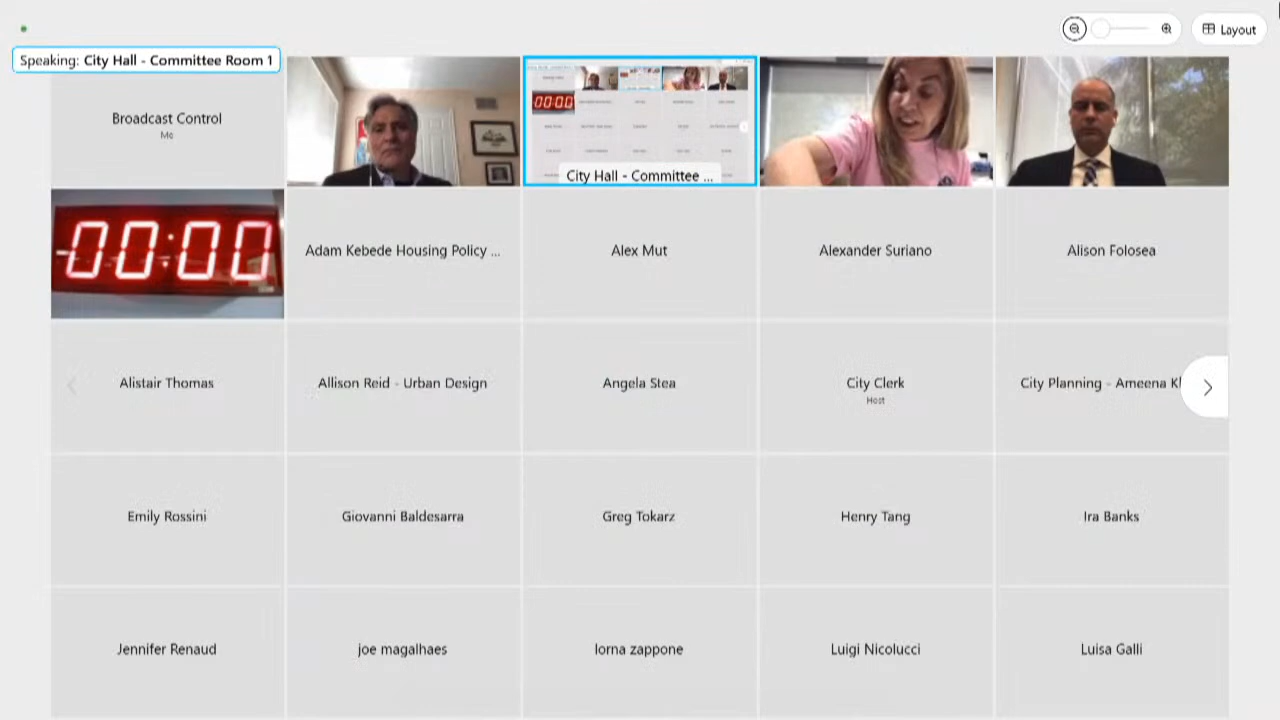 Layout
Speaking: City Hall - Committee Room 1
Broadcast Control
Me
00:00
City Hall - Committee ...
00:00
Adam Kebede Housing Policy ...
Alex Mut
Alexander Suriano
Alison Folosea
Alistair Thomas
Allison Reid - Urban Design
Angela Stea
City Clerk
Host
City Planning - Ameena Kl
Emily Rossini
Giovanni Baldesarra
Greg Tokarz
Henry Tang
Ira Banks
Jennifer Renaud
joe magalhaes
lorna zappone
Luigi Nicolucci
Luisa Galli